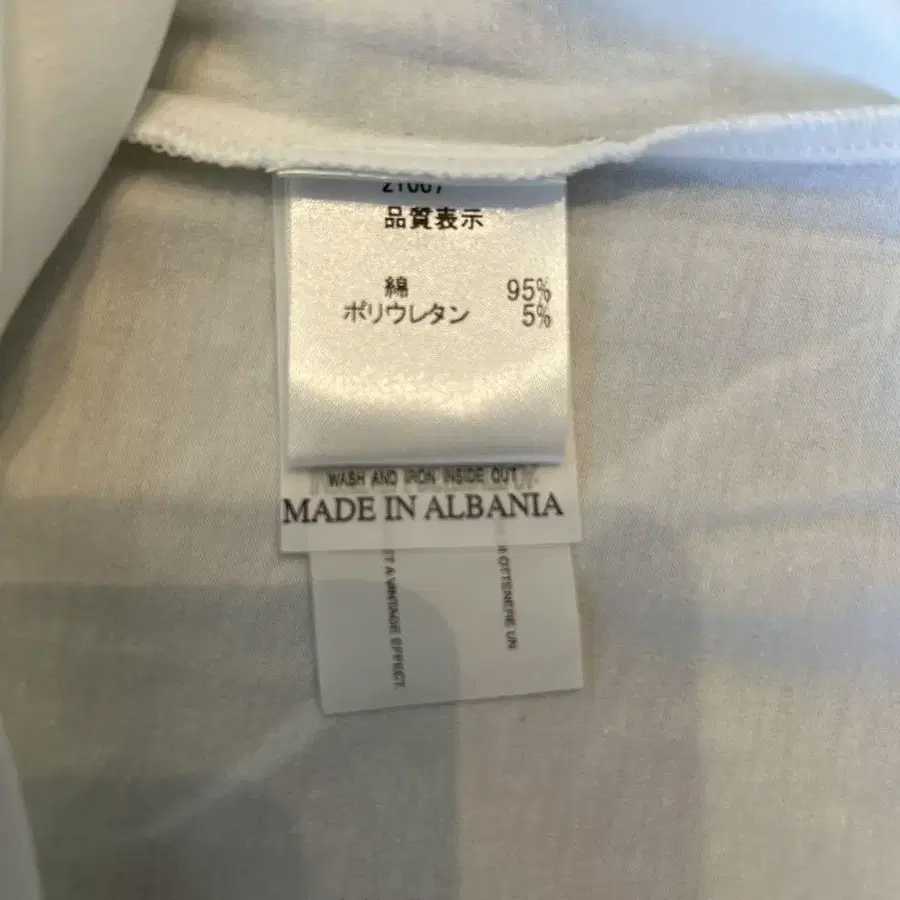 品質表示
綿 95%
ポリウレタン 5%
WASH AND IRON INSIDE OUT
MADE IN ALBANIA
A VINTAGE EFFECT.
OTTENERE UN